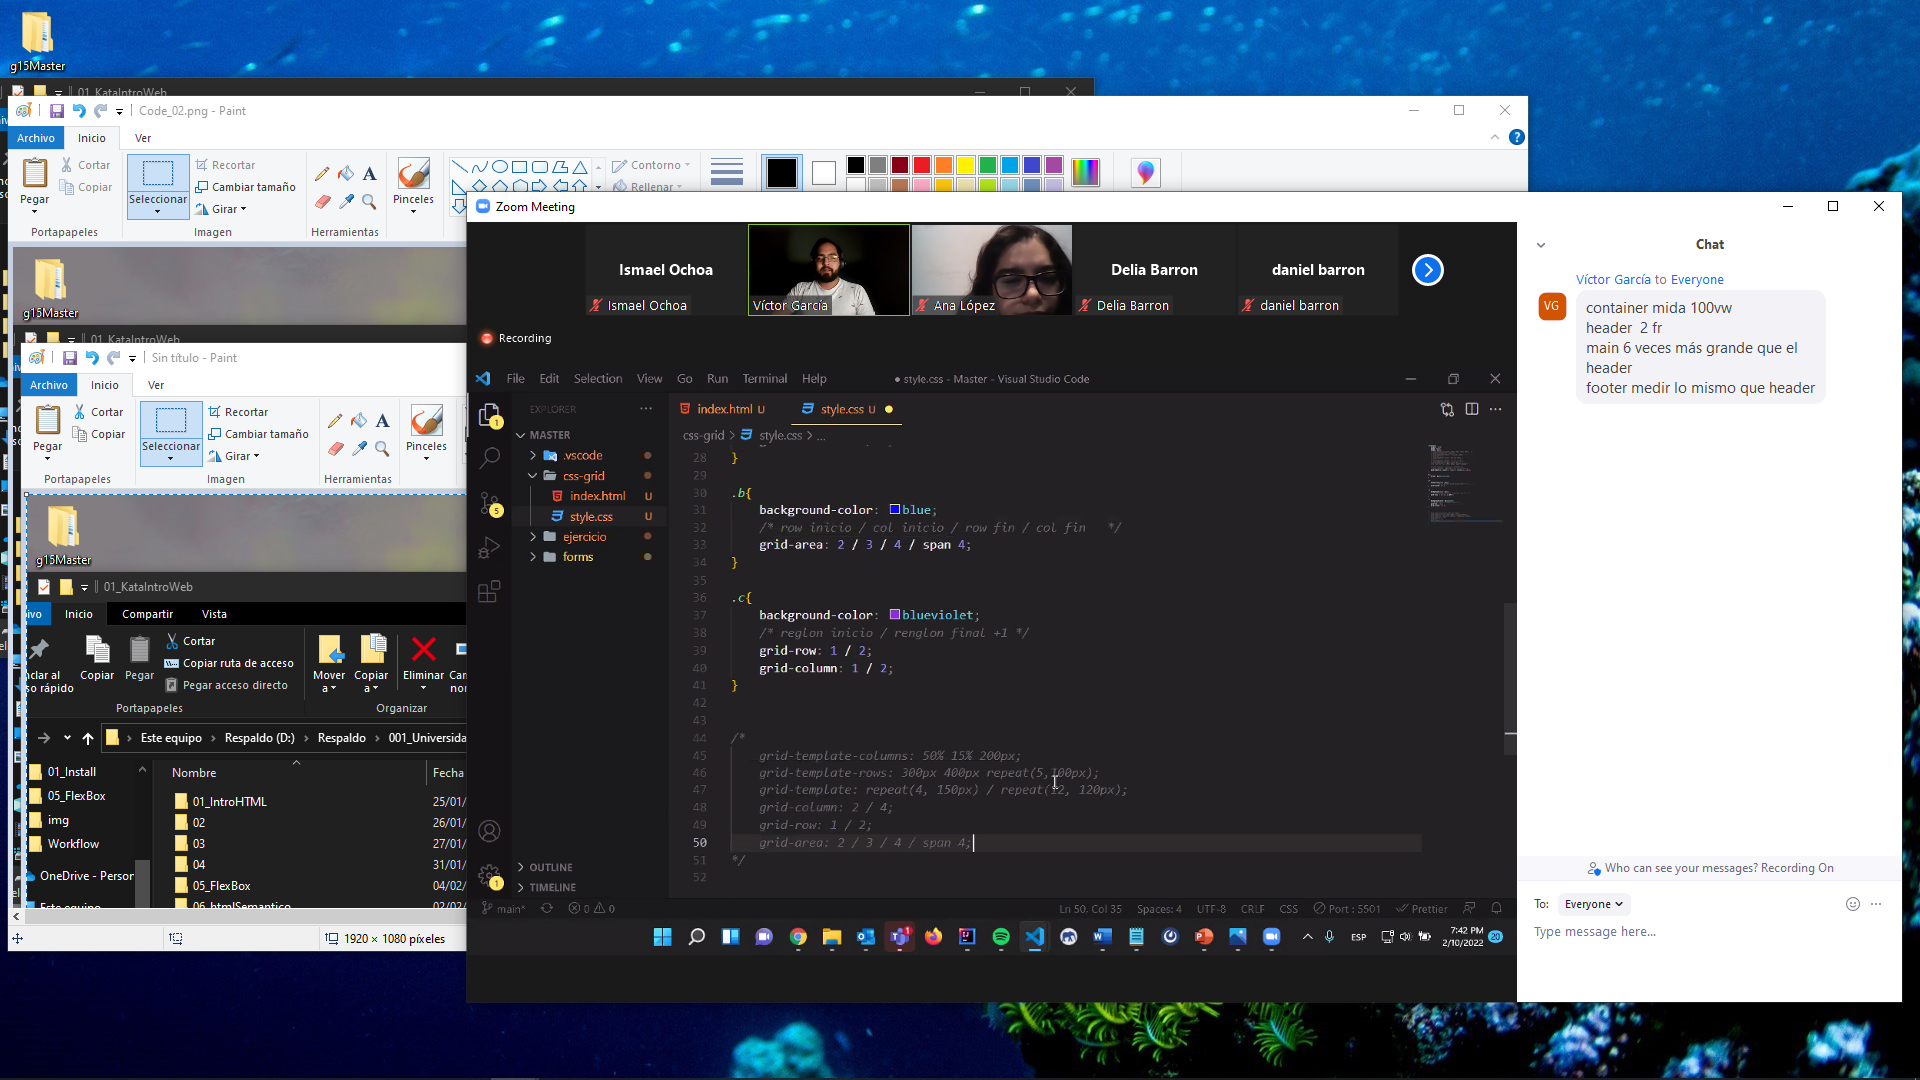 g15Master
01_KataIntroWeb
Code_02.png - Paint
Archivo
Inicio
Ver
Pegar
Cortar
Copiar
Portapapeles
Seleccionar
Recortar
Cambiar tamaño
Girar
Imagen
Herramientas
Pinceles
Contorno
Rellenar
g15Master
01_KataIntroWeb
Sin título - Paint
Archivo
Inicio
Ver
Pegar
Cortar
Copiar
Portapapeles
Seleccionar
Recortar
Cambiar tamaño
Girar
Imagen
Herramientas
Pinceles
g15Master
01_KataIntroWeb
ivo
Inicio
Compartir
Vista
nclar al
so rápido
Copiar
Pegar
Cortar
Copiar ruta de acceso
Pegar acceso directo
Portapapeles
Mover
a
Copiar
a
Eliminar
Organizar
Este equipo
Respaldo (D:)
Respaldo
001_Universida
01_Install
05_FlexBox
img
Workflow
OneDrive - Person
Este equipo
Nombre
Fecha
01_IntroHTML
25/01/
02
26/01/
03
27/01/
04
31/01/
05_FlexBox
04/02/
06_htmlSemantico
02/02/
1920 × 1080 píxeles
Zoom Meeting
Ismael Ochoa
Ismael Ochoa
Víctor García
Ana López
Delia Barron
Delia Barron
daniel barron
daniel barron
Recording
File
Edit
Selection
View
Go
Run
Terminal
Help
● style.css - Master - Visual Studio Code
EXPLORER
MASTER
.vscode
css-grid
index.html U
style.css U
ejercicio
forms
OUTLINE
TIMELINE
1
5
1
index.html U
style.css U
css-grid > style.css > ...
28 }
29
30 .b{
31 background-color: blue;
32 /* row inicio / col inicio / row fin / col fin */
33 grid-area: 2 / 3 / 4 / span 4;
34 }
35
36 .c{
37 background-color: blueviolet;
38 /* reglon inicio / renglon final +1 */
39 grid-row: 1 / 2;
40 grid-column: 1 / 2;
41 }
42
43
44 /*
45 grid-template-columns: 50% 15% 200px;
46 grid-template-rows: 300px 400px repeat(5,100px);
47 grid-template: repeat(4, 150px) / repeat(12, 120px);
48 grid-column: 2 / 4;
49 grid-row: 1 / 2;
50 grid-area: 2 / 3 / 4 / span 4;
51 */
52
main*
0
0
Ln 50, Col 35
Spaces: 4
UTF-8
CRLF
CSS
Port : 5501
Prettier
ESP
7:42 PM
2/10/2022
20
Chat
Víctor García to Everyone
VG
container mida 100vw
header 2 fr
main 6 veces más grande que el
header
footer medir lo mismo que header
Who can see your messages? Recording On
To:
Everyone
Type message here...